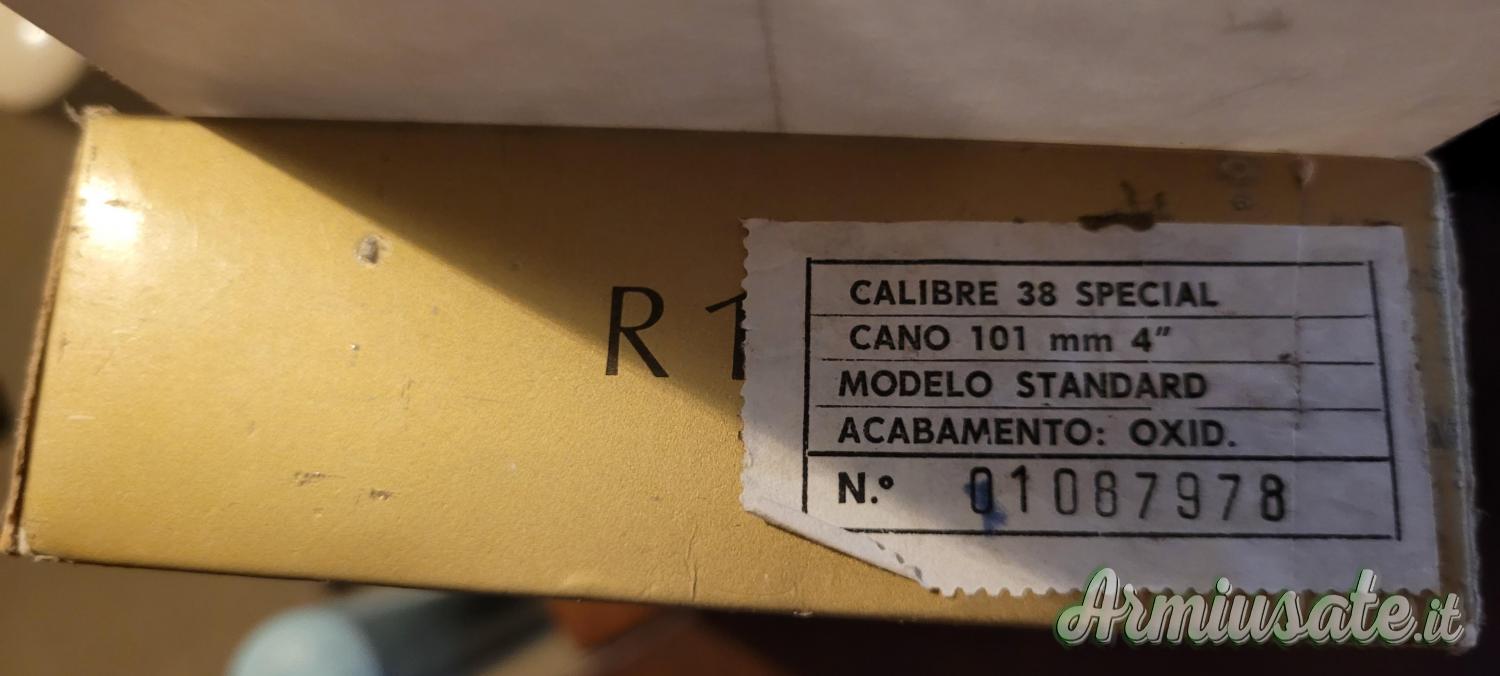 R 1
CALIBRE 38 SPECIAL
CANO 101 mm 4"
MODELO STANDARD
ACABAMENTO: OXID.
N.º 01087978
Armiusate.it